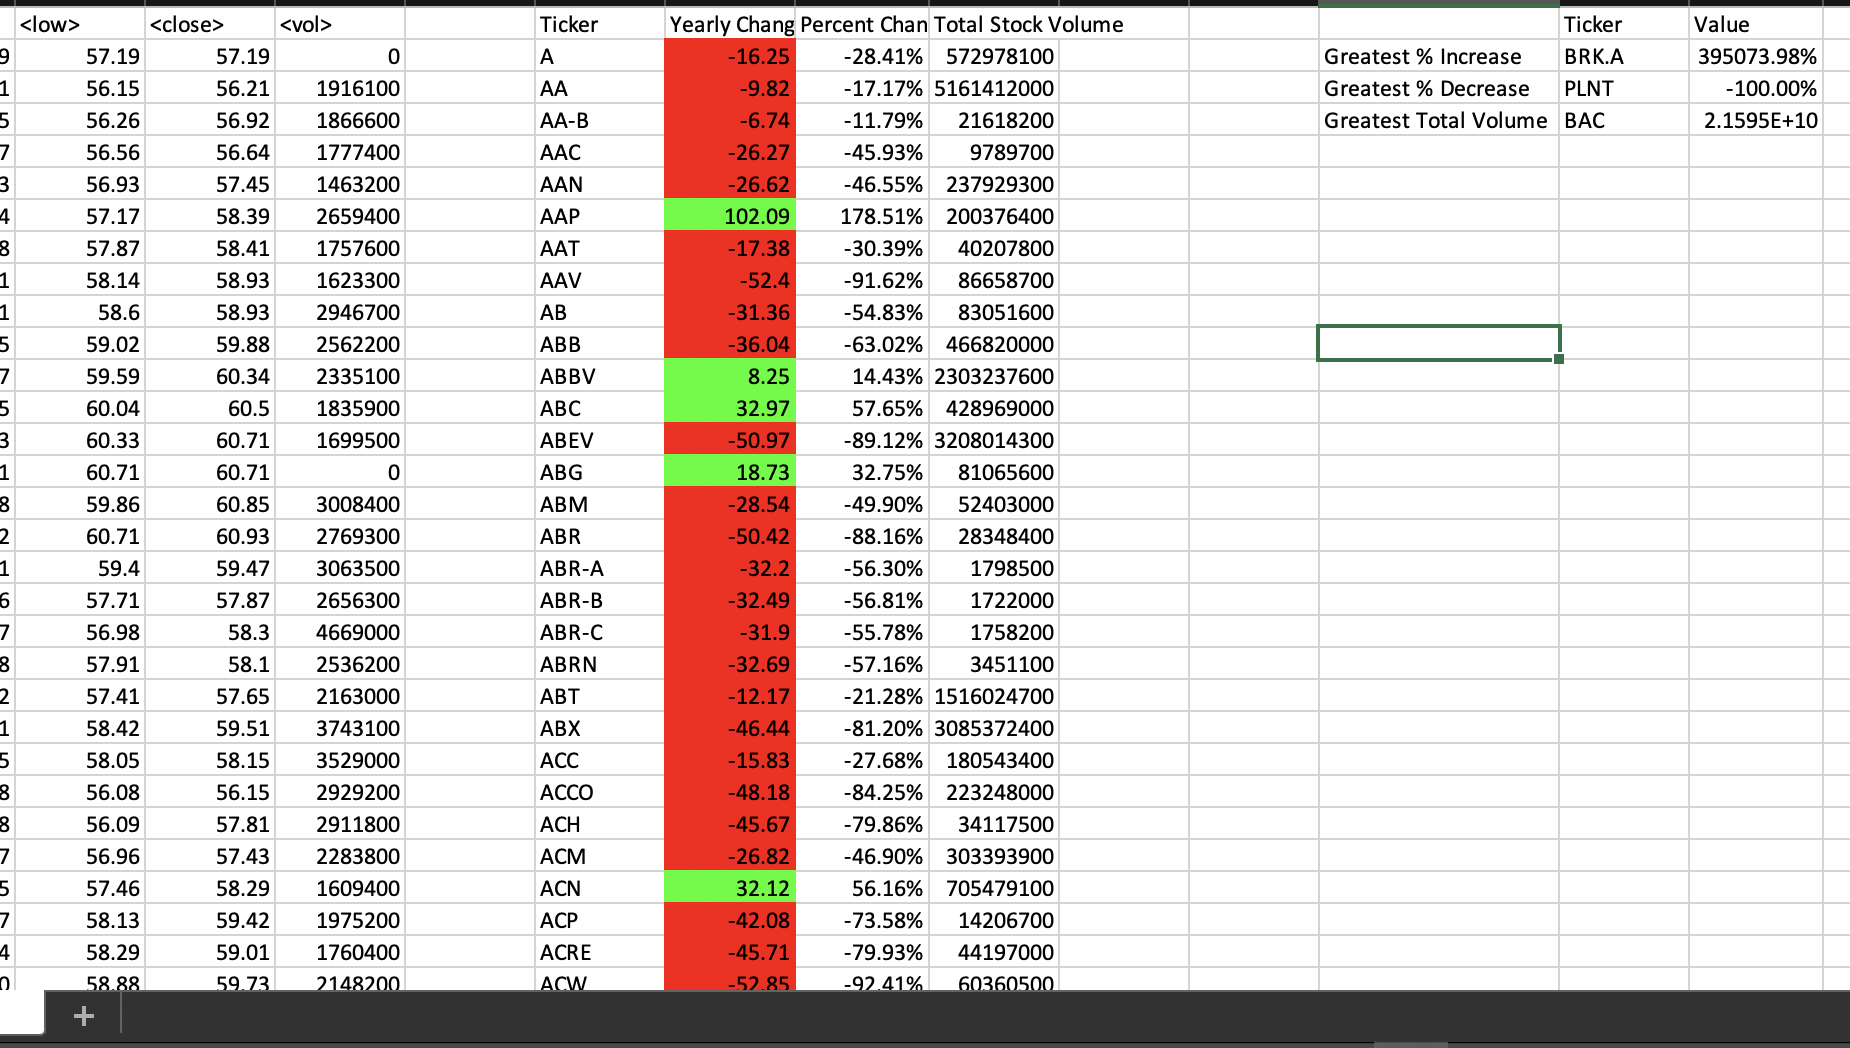 <low> <close> <vol> Ticker Yearly Chang Percent Chan Total Stock Volume Ticker Value
9 57.19 57.19 0 A -16.25 -28.41% 572978100 Greatest % Increase BRK.A 395073.98%
1 56.15 56.21 1916100 AA -9.82 -17.17% 5161412000 Greatest % Decrease PLNT -100.00%
5 56.26 56.92 1866600 AA-B -6.74 -11.79% 21618200 Greatest Total Volume BAC 2.1595E+10
7 56.56 56.64 1777400 AAC -26.27 -45.93% 9789700
3 56.93 57.45 1463200 AAN -26.62 -46.55% 237929300
4 57.17 58.39 2659400 AAP 102.09 178.51% 200376400
8 57.87 58.41 1757600 AAT -17.38 -30.39% 40207800
1 58.14 58.93 1623300 AAV -52.4 -91.62% 86658700
1 58.6 58.93 2946700 AB -31.36 -54.83% 83051600
5 59.02 59.88 2562200 ABB -36.04 -63.02% 466820000
7 59.59 60.34 2335100 ABBV 8.25 14.43% 2303237600
5 60.04 60.5 1835900 ABC 32.97 57.65% 428969000
3 60.33 60.71 1699500 ABEV -50.97 -89.12% 3208014300
1 60.71 60.71 0 ABG 18.73 32.75% 81065600
8 59.86 60.85 3008400 ABM -28.54 -49.90% 52403000
2 60.71 60.93 2769300 ABR -50.42 -88.16% 28348400
1 59.4 59.47 3063500 ABR-A -32.2 -56.30% 1798500
6 57.71 57.87 2656300 ABR-B -32.49 -56.81% 1722000
7 56.98 58.3 4669000 ABR-C -31.9 -55.78% 1758200
8 57.91 58.1 2536200 ABRN -32.69 -57.16% 3451100
2 57.41 57.65 2163000 ABT -12.17 -21.28% 1516024700
1 58.42 59.51 3743100 ABX -46.44 -81.20% 3085372400
5 58.05 58.15 3529000 ACC -15.83 -27.68% 180543400
8 56.08 56.15 2929200 ACCO -48.18 -84.25% 223248000
8 56.09 57.81 2911800 ACH -45.67 -79.86% 34117500
7 56.96 57.43 2283800 ACM -26.82 -46.90% 303393900
5 57.46 58.29 1609400 ACN 32.12 56.16% 705479100
7 58.13 59.42 1975200 ACP -42.08 -73.58% 14206700
4 58.29 59.01 1760400 ACRE -45.71 -79.93% 44197000
0 58.88 59.73 2148200 ACW -52.85 -92.41% 60360500